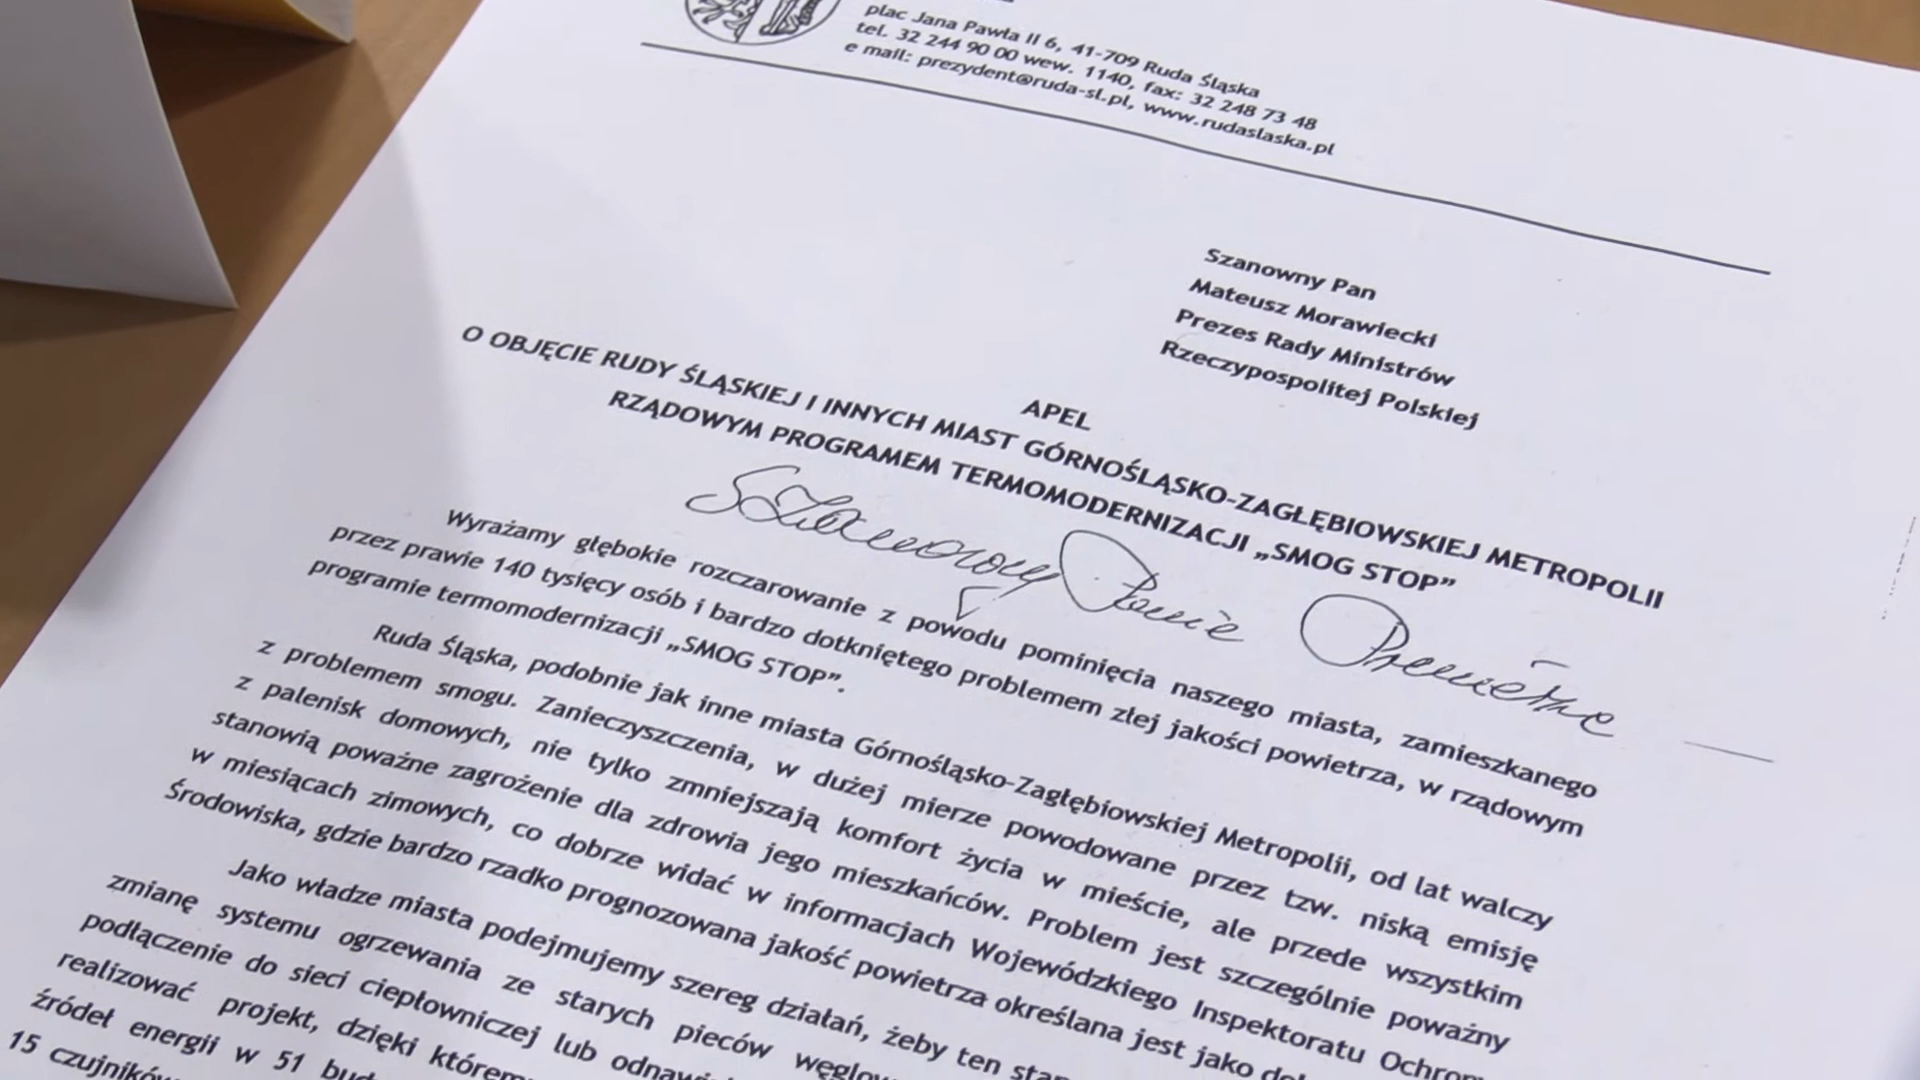 plac Jana Pawła II 6, 41-709 Ruda Śląska
tel. 32 244 90 00 wew. 1140, fax: 32 248 73 48
e mail: prezydent@ruda-sl.pl, www.rudaslaska.pl
Szanowny Pan
Mateusz Morawiecki
Prezes Rady Ministrów
Rzeczypospolitej Polskiej
APEL
O OBJĘCIE RUDY ŚLĄSKIEJ I INNYCH MIAST GÓRNOŚLĄSKO-ZAGŁĘBIOWSKIEJ METROPOLII
RZĄDOWYM PROGRAMEM TERMOMODERNIZACJI „SMOG STOP”
Szanowny Panie Premierze
Wyrażamy głębokie rozczarowanie z powodu pominięcia naszego miasta, zamieszkanego
przez prawie 140 tysięcy osób i bardzo dotkniętego problemem złej jakości powietrza, w rządowym
programie termomodernizacji „SMOG STOP”.
Ruda Śląska, podobnie jak inne miasta Górnośląsko-Zagłębiowskiej Metropolii, od lat walczy
z problemem smogu. Zanieczyszczenia, w dużej mierze powodowane przez tzw. niską emisję
z palenisk domowych, nie tylko zmniejszają komfort życia w mieście, ale przede wszystkim
stanowią poważne zagrożenie dla zdrowia jego mieszkańców. Problem jest szczególnie poważny
w miesiącach zimowych, co dobrze widać w informacjach Wojewódzkiego Inspektoratu Ochron
Środowiska, gdzie bardzo rzadko prognozowana jakość powietrza określana jest jako
Jako władze miasta podejmujemy szereg działań, żeby ten
zmianę systemu ogrzewania ze starych pieców
podłączenie do sieci ciepłowniczej lub
realizować projekt, dzięki
źródeł energii w 51
15